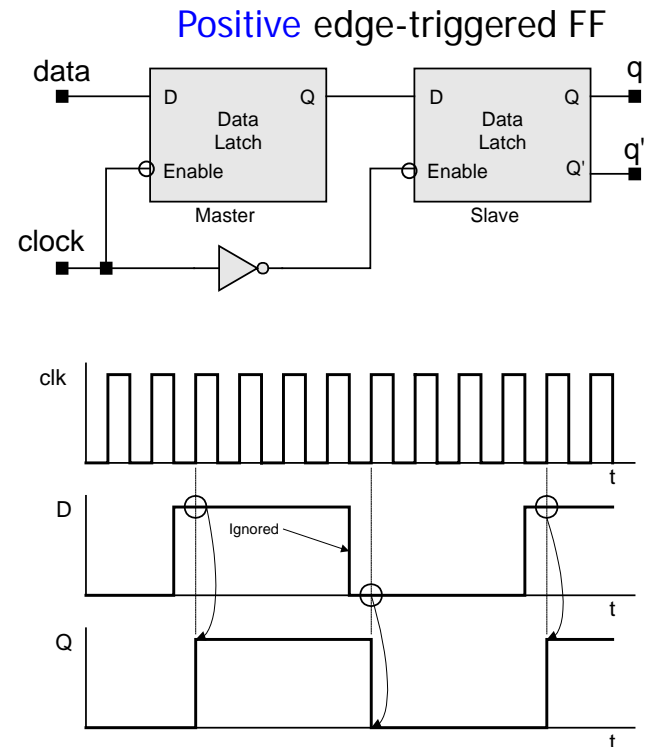 Positive edge-triggered FF
data
q
D
Q
D
Q
Data
Latch
Data
Latch
q'
Enable
Enable
Q'
Master
Slave
clock
clk
t
D
Ignored
t
Q
t